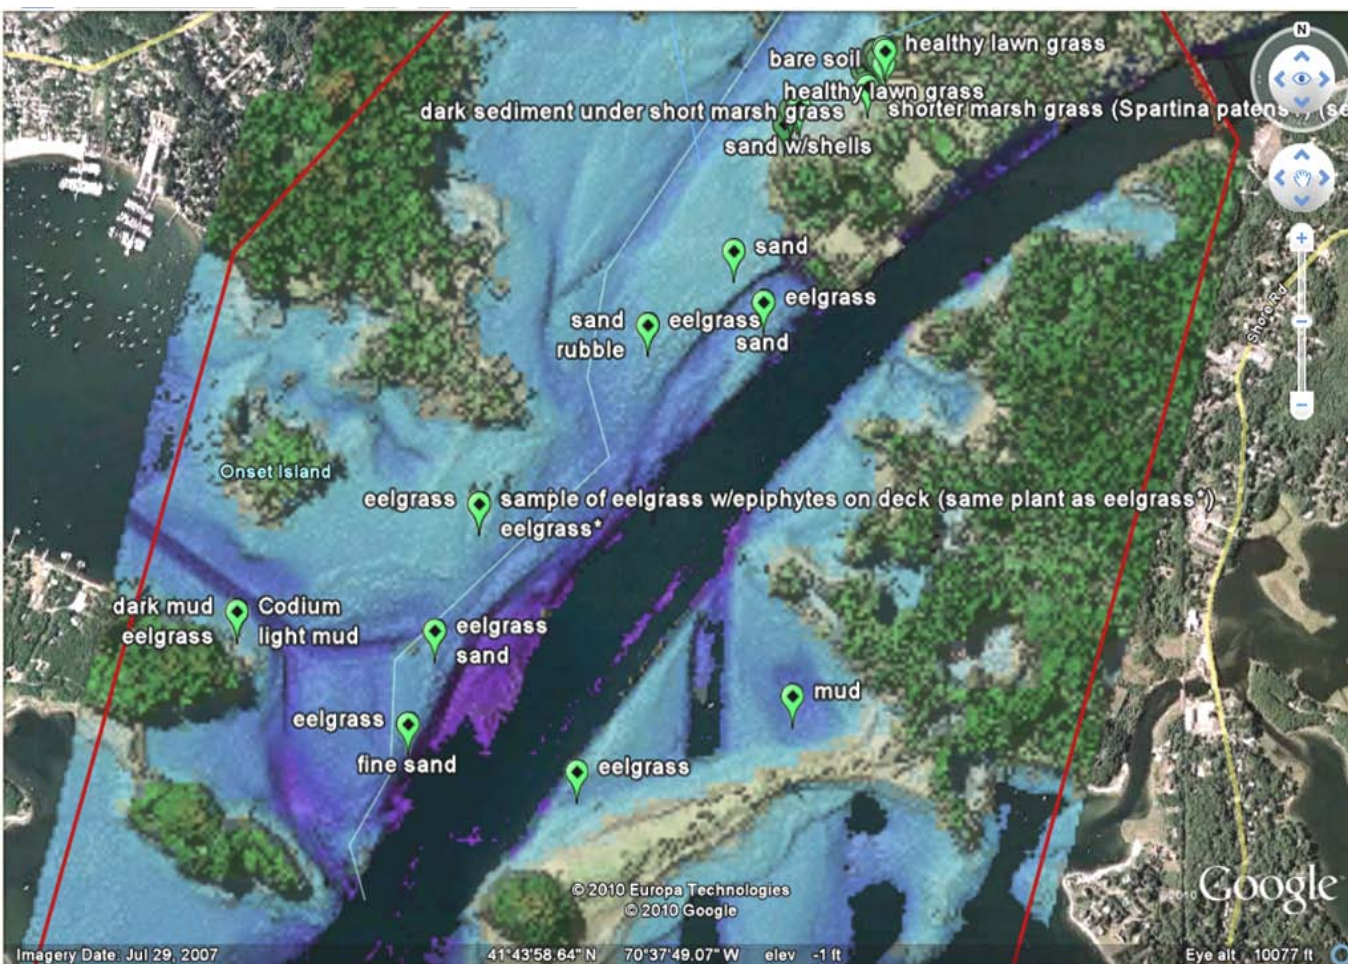 N
healthy lawn grass
bare soil
healthy lawn grass
dark sediment under short marsh grass
shorter marsh grass (Spartina patens
(se
sand w/shells
sand
eelgrass
sand
eelgrass
rubble
sand
Shore Rd
Onset Island
eelgrass
sample of eelgrass w/epiphytes on deck (same plant as eelgrass*)
eelgrass*
dark mud
Codium
eelgrass
light mud
eelgrass
sand
mud
eelgrass
fine sand
eelgrass
© 2010 Europa Technologies
© 2010 Google
Google
Imagery Date: Jul 29, 2007
41°43'58.64" N 70°37'49.07" W elev -1 ft
Eye alt 10077 ft